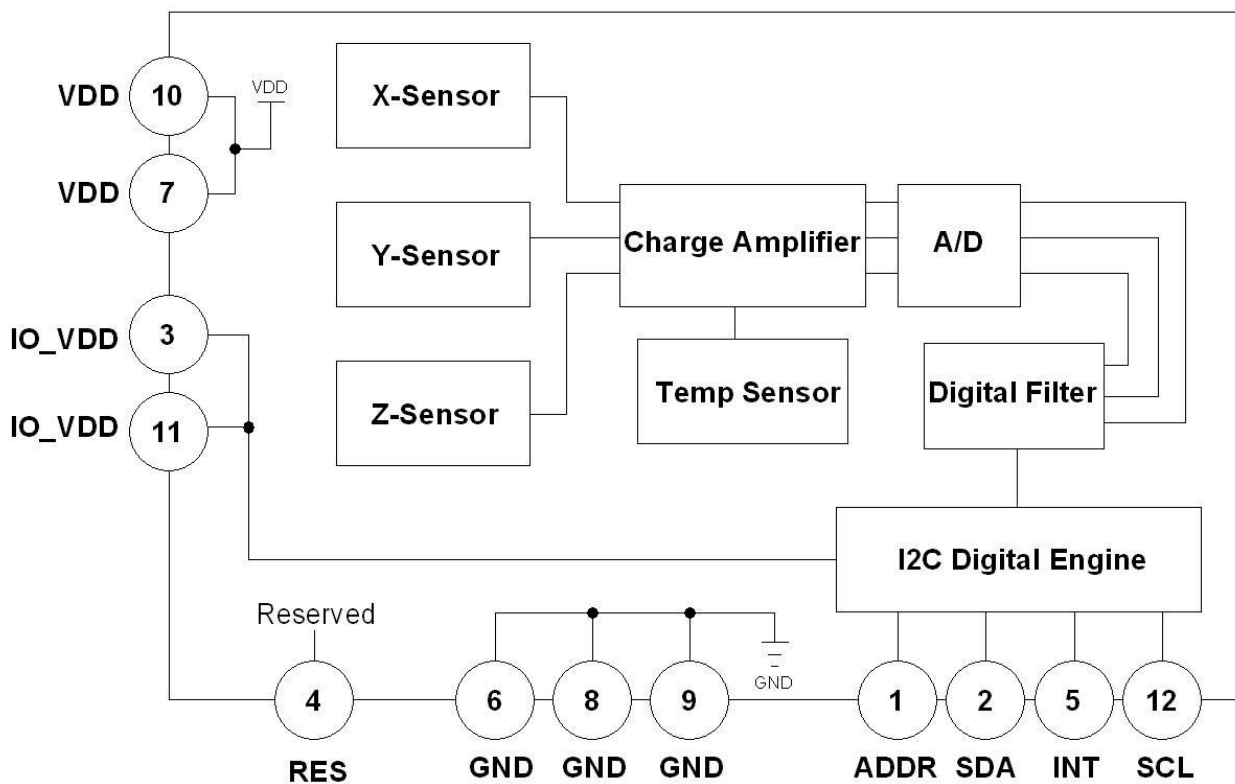 VDD
10
VDD
X-Sensor
VDD
7
Y-Sensor
Charge Amplifier
A/D
IO_VDD
3
Temp Sensor
Digital Filter
IO_VDD
11
Z-Sensor
I2C Digital Engine
Reserved
GND
4
6
8
9
1
2
5
12
RES
GND
GND
GND
ADDR
SDA
INT
SCL